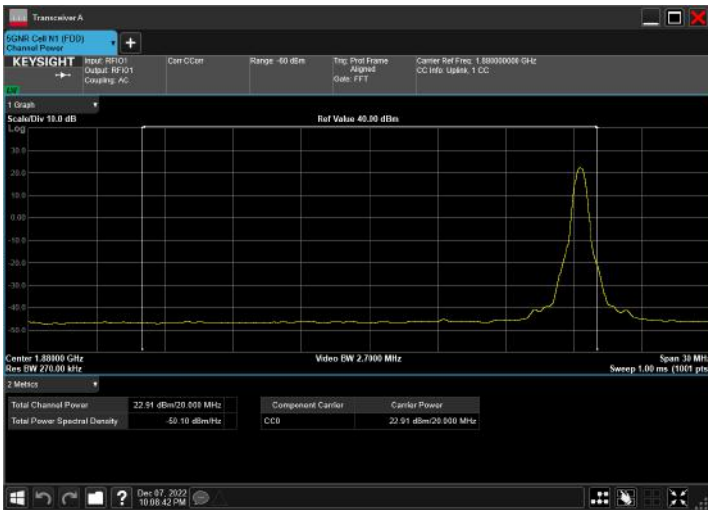 Transceiver A
5GNR Cell N1 (FDD)
Channel Power
KEYSIGHT
Input: RFIO1
Output: RFIO1
Coupling: AC
Corr CCorr
Range -60 dBm
Trig: Prot Frame
Aligned
Gate: FFT
Carrier Ref Freq: 1.880000000 GHz
CC Info: Uplink, 1 CC
1 Graph
Scale/Div 10.0 dB
Ref Value 40.00 dBm
Log
30.0
20.0
10.0
0.00
-10.0
-20.0
-30.0
-40.0
-50.0
Center 1.88000 GHz
Video BW 2.7000 MHz
Span 30 MHz
Res BW 270.00 kHz
Sweep 1.00 ms (1001 pts
2 Metrics
Total Channel Power 22.91 dBm/20.000 MHz
Total Power Spectral Density -50.10 dBm/Hz
Component Carrier Carrier Power
CC0 22.91 dBm/20.000 MHz
?
Dec 07, 2022
10:08:42 PM